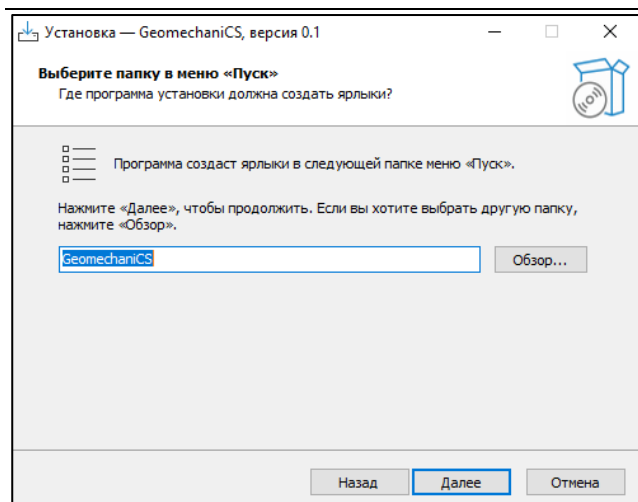 Установка — GeomechaniCS, версия 0.1
Выберите папку в меню «Пуск»
Где программа установки должна создать ярлыки?
Программа создаст ярлыки в следующей папке меню «Пуск».
Нажмите «Далее», чтобы продолжить. Если вы хотите выбрать другую папку,
нажмите «Обзор».
GeomechaniCS
Обзор...
Назад
Далее
Отмена